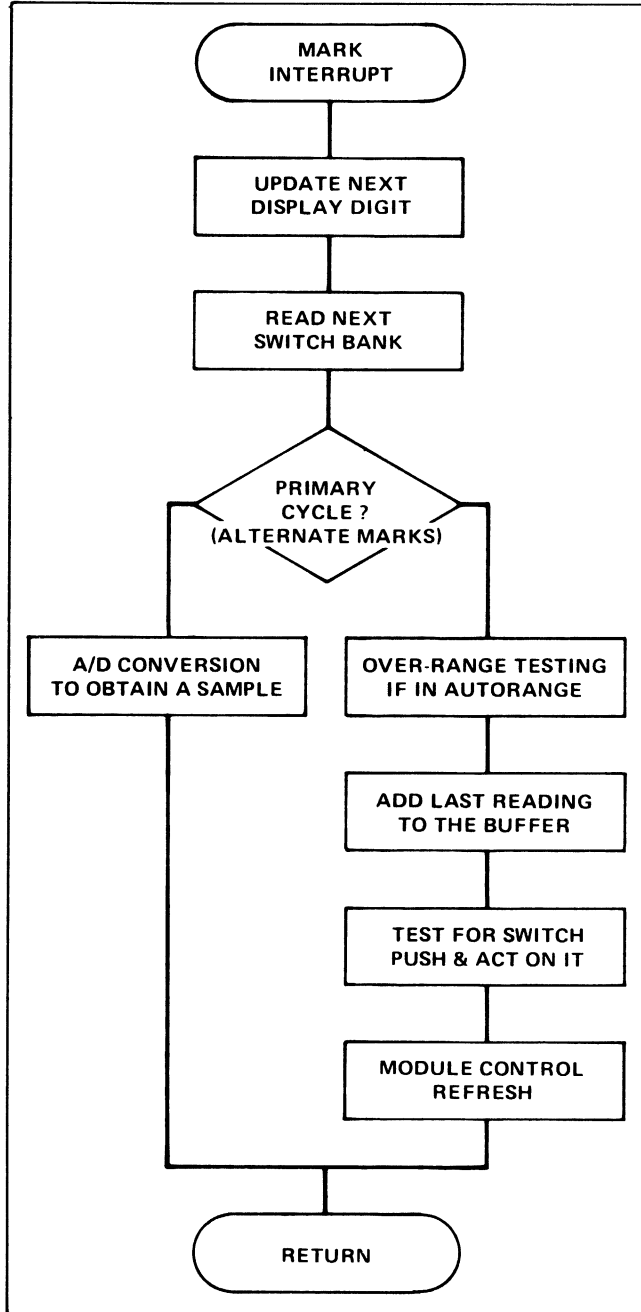 MARK
INTERRUPT
UPDATE NEXT
DISPLAY DIGIT
READ NEXT
SWITCH BANK
PRIMARY
CYCLE ?
(ALTERNATE MARKS)
A/D CONVERSION
TO OBTAIN A SAMPLE
OVER-RANGE TESTING
IF IN AUTORANGE
ADD LAST READING
TO THE BUFFER
TEST FOR SWITCH
PUSH & ACT ON IT
MODULE CONTROL
REFRESH
RETURN